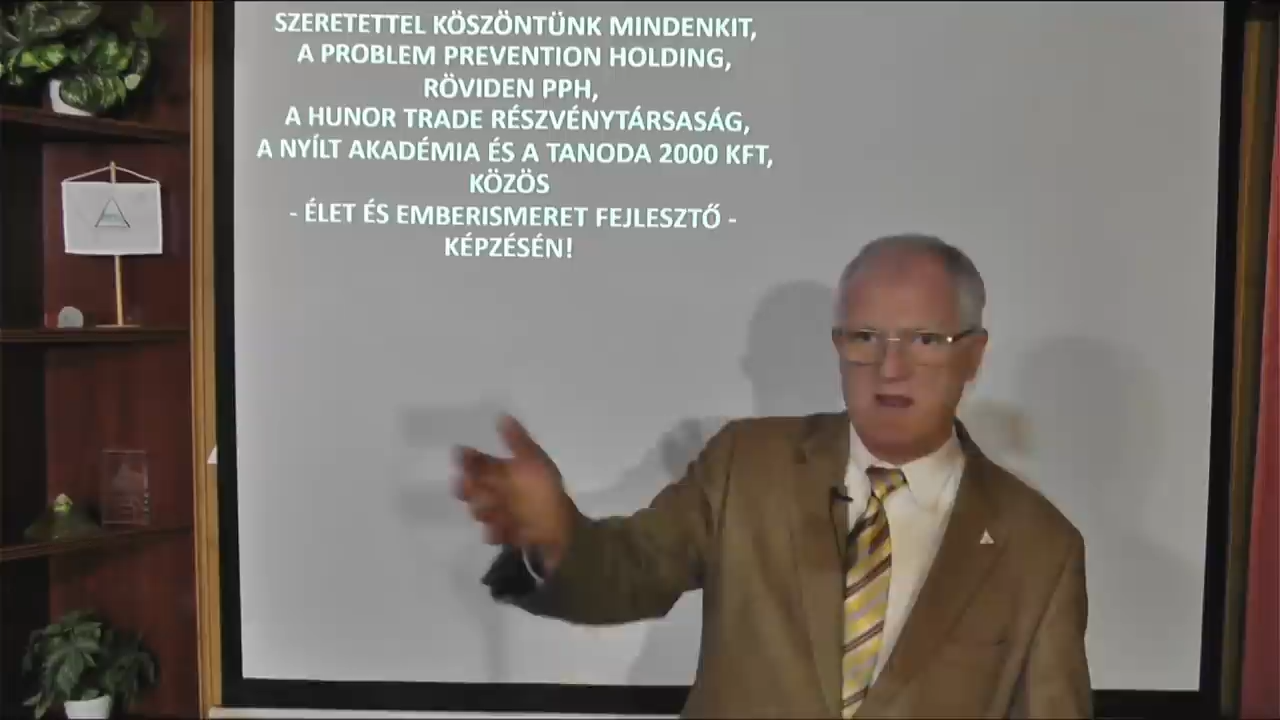 SZERETETTEL KÖSZÖNTÜNK MINDENKIT,
A PROBLEM PREVENTION HOLDING,
RÖVIDEN PPH,
A HUNOR TRADE RÉSZVÉNYTÁRSASÁG,
A NYÍLT AKADÉMIA ÉS A TANODA 2000 KFT,
KÖZÖS
- ÉLET ÉS EMBERISMERET FEJLESZTŐ -
KÉPZÉSÉN!